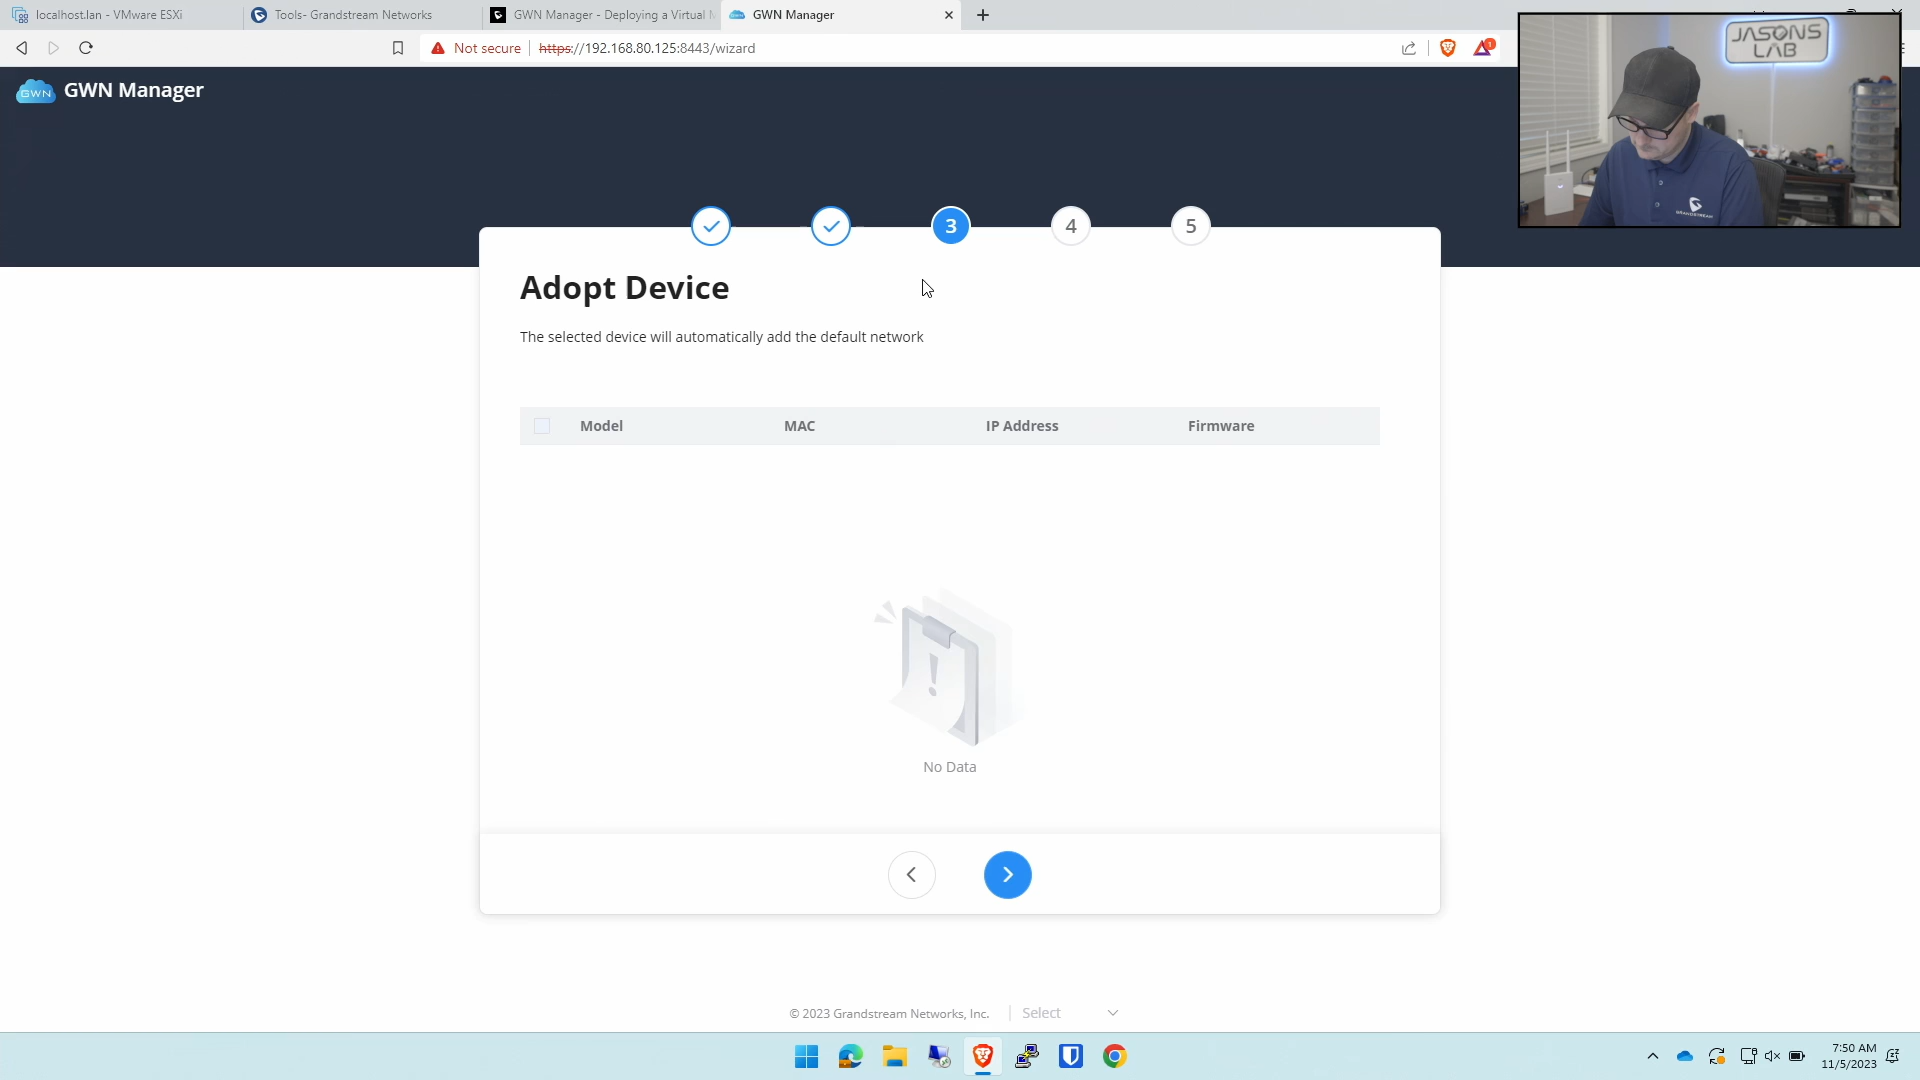 localhost.lan - VMware ESXi
Tools- Grandstream Networks
GWN Manager - Deploying a Virtual
GWN Manager
Not secure
https://192.168.80.125:8443/wizard
1
JASONS
LAB
GRANDSTREAM
GWN
GWN Manager
3
4
5
Adopt Device
The selected device will automatically add the default network
Model
MAC
IP Address
Firmware
No Data
© 2023 Grandstream Networks, Inc.
Select
7:50 AM
11/5/2023